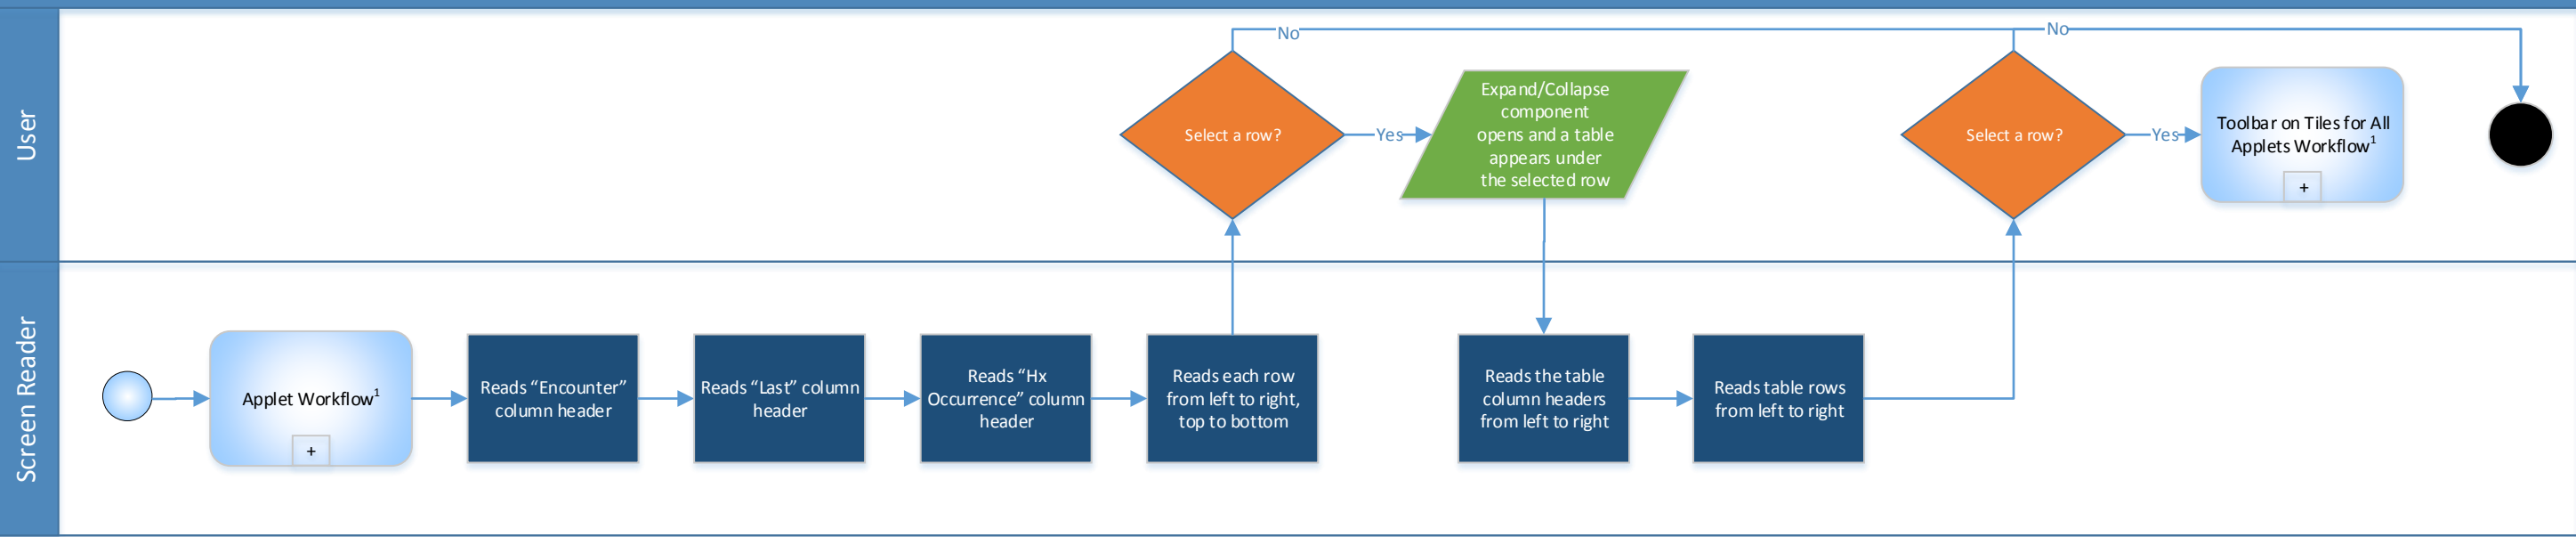 User
No
No
Select a row?
Yes
Expand/Collapse
component
opens and a table
appears under
the selected row
Select a row?
Yes
Toolbar on Tiles for All
Applets Workflow¹
+
Screen Reader
Applet Workflow¹
+
Reads “Encounter”
column header
Reads “Last” column
header
Reads “Hx
Occurrence” column
header
Reads each row
from left to right,
top to bottom
Reads the table
column headers
from left to right
Reads table rows
from left to right